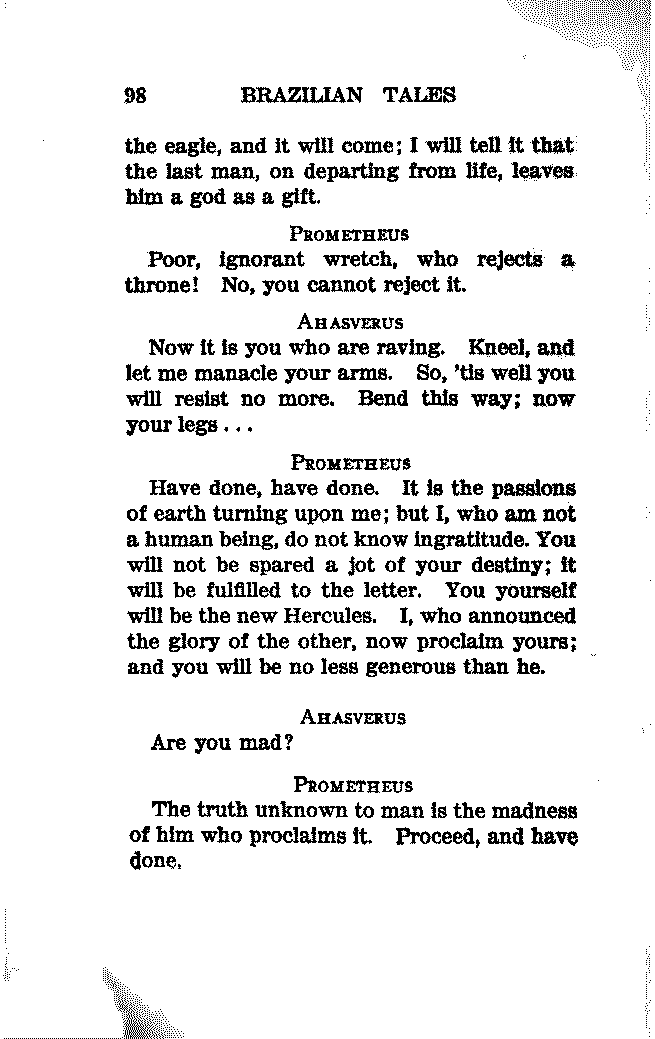 98 BRAZILIAN TALES
the eagle, and it will come; I will tell it that
the last man, on departing from life, leaves
him a god as a gift.
PROMETHEUS
Poor, ignorant wretch, who rejects a
throne! No, you cannot reject it.
AHASVERUS
Now it is you who are raving. Kneel, and
let me manacle your arms. So, 'tis well you
will resist no more. Bend this way; now
your legs . . .
PROMETHEUS
Have done, have done. It is the passions
of earth turning upon me; but I, who am not
a human being, do not know ingratitude. You
will not be spared a jot of your destiny; it
will be fulfilled to the letter. You yourself
will be the new Hercules. I, who announced
the glory of the other, now proclaim yours;
and you will be no less generous than he.
AHASVERUS
Are you mad?
PROMETHEUS
The truth unknown to man is the madness
of him who proclaims it. Proceed, and have
done.